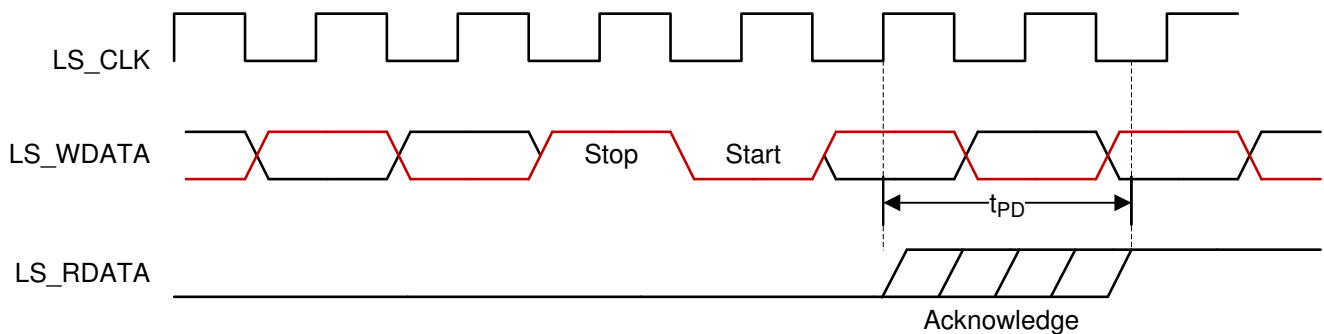 LS_CLK
LS_WDATA
Stop
Start
tPD
LS_RDATA
Acknowledge